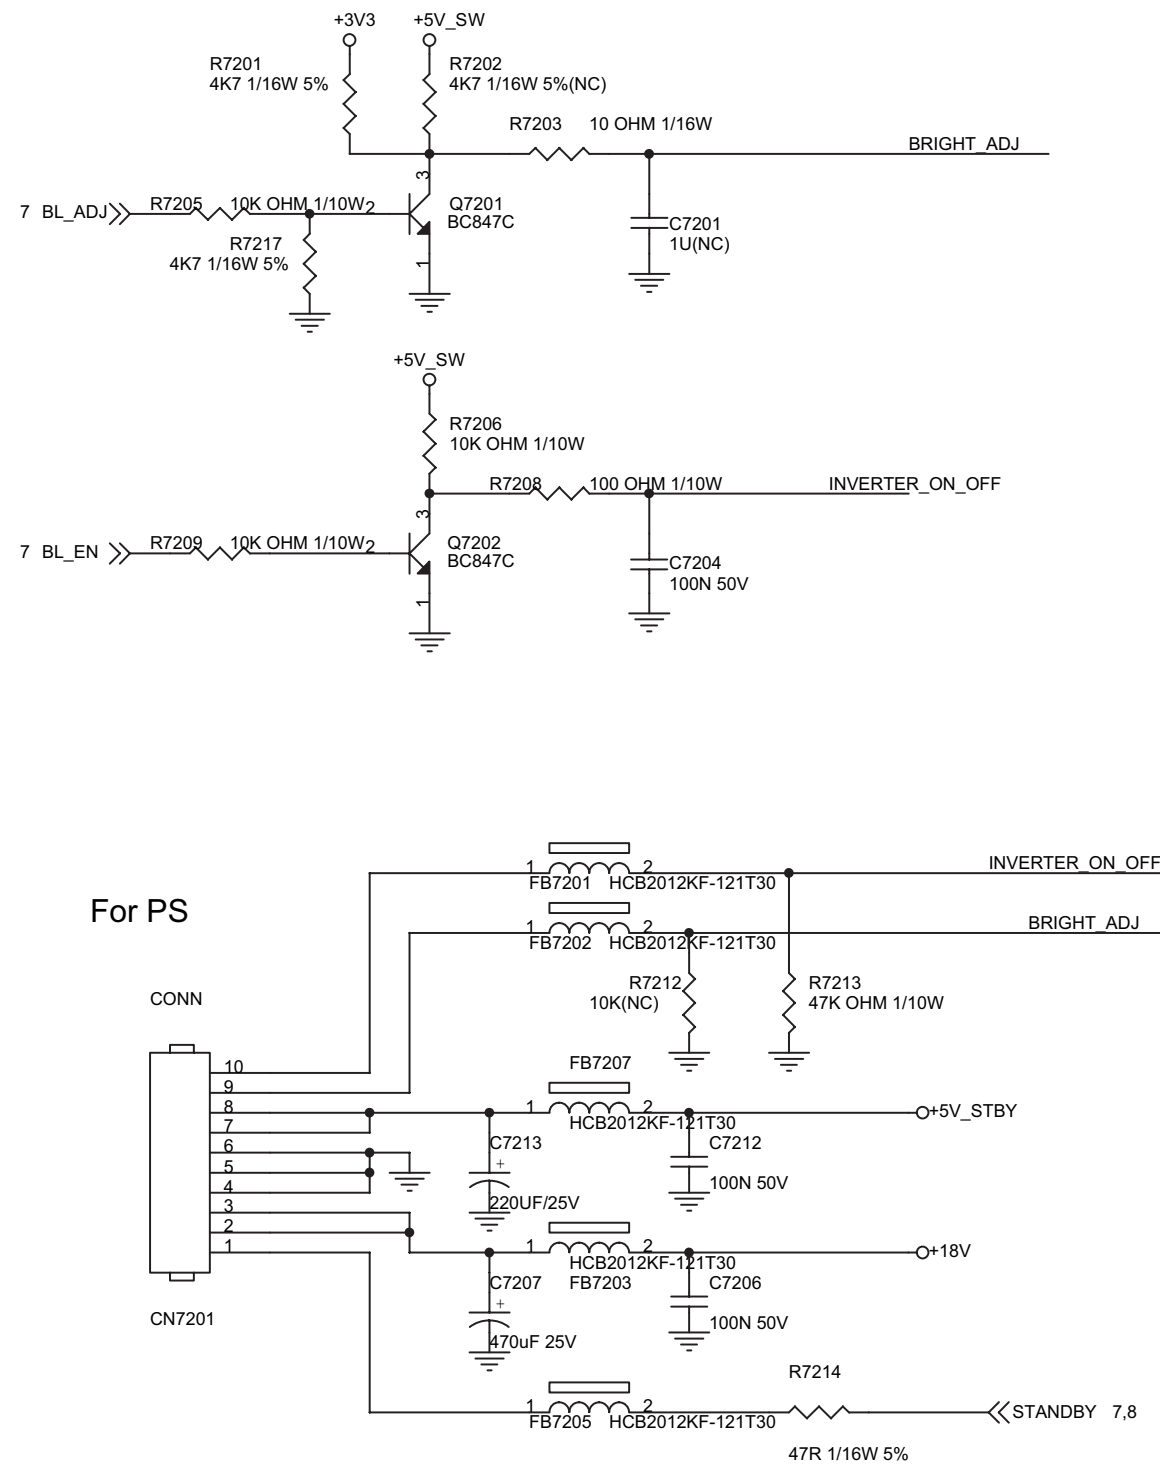 +3V3
+5V_SW
R7201
4K7 1/16W 5%
R7202
4K7 1/16W 5%(NC)
R7203 10 OHM 1/16W
BRIGHT_ADJ
3
7 BL_ADJ
R7205 10K OHM 1/10W
2
Q7201
BC847C
C7201
1U(NC)
R7217
4K7 1/16W 5%
1
+5V_SW
R7206
10K OHM 1/10W
R7208 100 OHM 1/10W
INVERTER_ON_OFF
3
7 BL_EN
R7209 10K OHM 1/10W
2
Q7202
BC847C
C7204
100N 50V
1
1 2
FB7201 HCB2012KF-121T30
INVERTER_ON_OFF
For PS
1 2
FB7202 HCB2012KF-121T30
BRIGHT_ADJ
R7212
10K(NC)
R7213
47K OHM 1/10W
CONN
10
9
8
7
6
5
4
3
2
1
CN7201
FB7207
1 2
HCB2012KF-121T30
+5V_STBY
C7213
+
220UF/25V
C7212
100N 50V
1 2
HCB2012KF-121T30
FB7203
+18V
C7207
+
470uF 25V
C7206
100N 50V
R7214
1 2
FB7205 HCB2012KF-121T30
STANDBY 7,8
47R 1/16W 5%